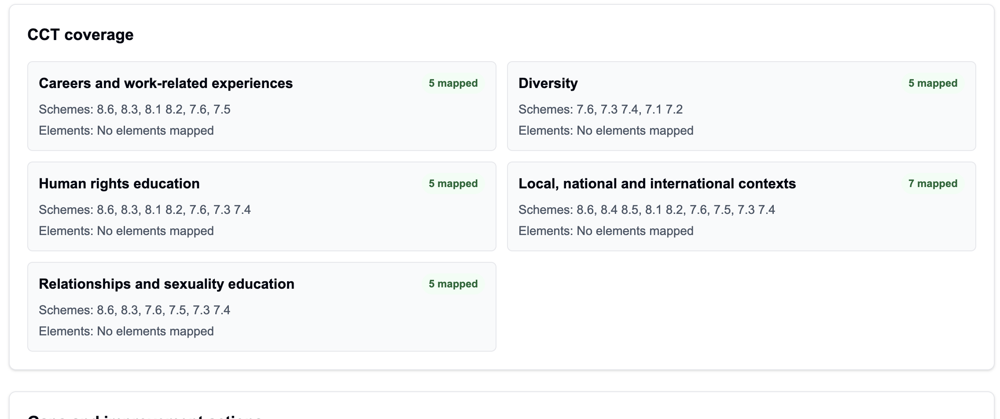 CCT coverage
Careers and work-related experiences
5 mapped
Schemes: 8.6, 8.3, 8.1 8.2, 7.6, 7.5
Elements: No elements mapped
Diversity
5 mapped
Schemes: 7.6, 7.3 7.4, 7.1 7.2
Elements: No elements mapped
Human rights education
5 mapped
Schemes: 8.6, 8.3, 8.1 8.2, 7.6, 7.3 7.4
Elements: No elements mapped
Local, national and international contexts
7 mapped
Schemes: 8.6, 8.4 8.5, 8.1 8.2, 7.6, 7.5, 7.3 7.4
Elements: No elements mapped
Relationships and sexuality education
5 mapped
Schemes: 8.6, 8.3, 7.6, 7.5, 7.3 7.4
Elements: No elements mapped
Gaps and improvement actions